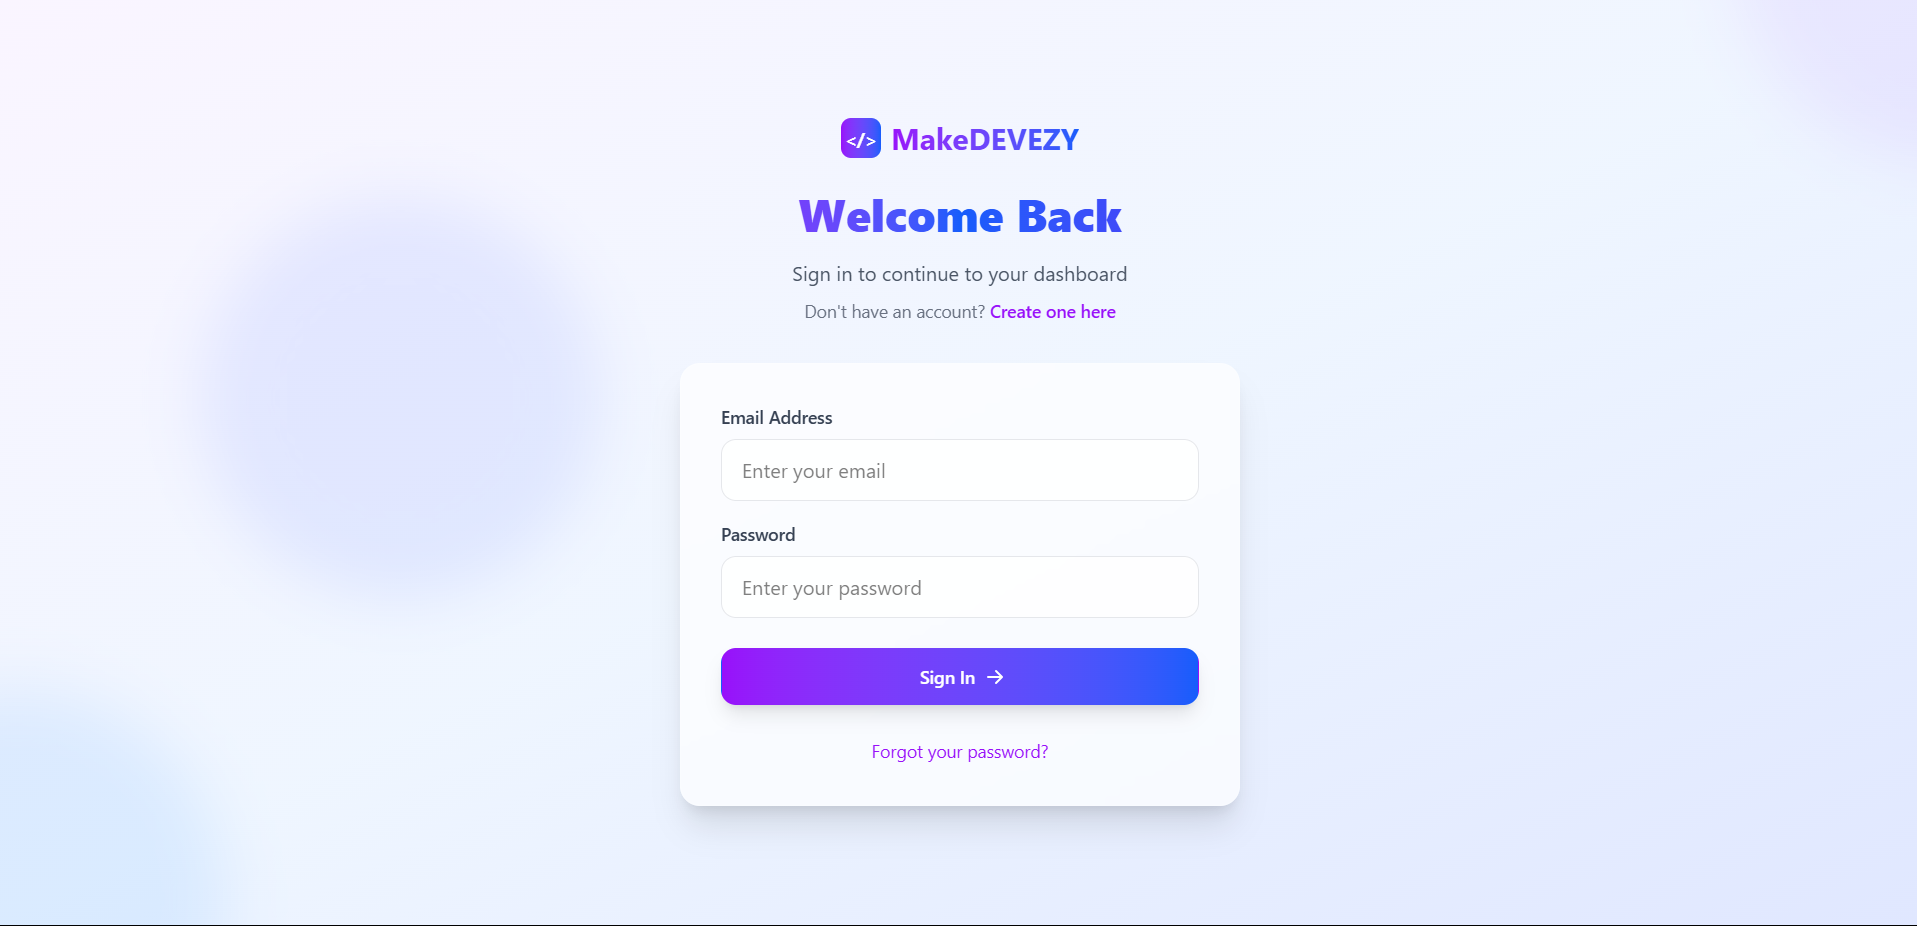 </> MakeDEVEZY
Welcome Back
Sign in to continue to your dashboard
Don't have an account? Create one here
Email Address
Enter your email
Password
Enter your password
Sign In →
Forgot your password?